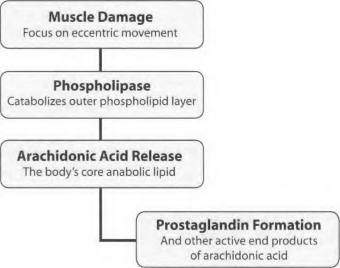 Muscle Damage
Focus on eccentric movement
Phospholipase
Catabolizes outer phospholipid layer
Arachidonic Acid Release
The body's core anabolic lipid
Prostaglandin Formation
And other active end products
of arachidonic acid